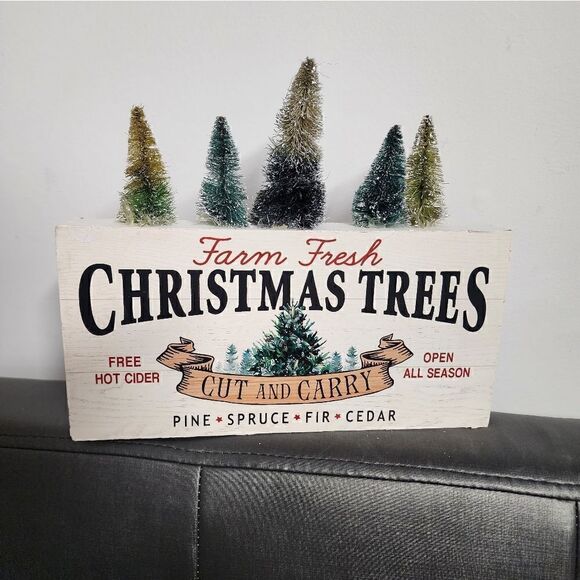 Farm Fresh
CHRISTMAS TREES
FREE
HOT CIDER
CUT AND CARRY
OPEN
ALL SEASON
PINE ★ SPRUCE ★ FIR ★ CEDAR